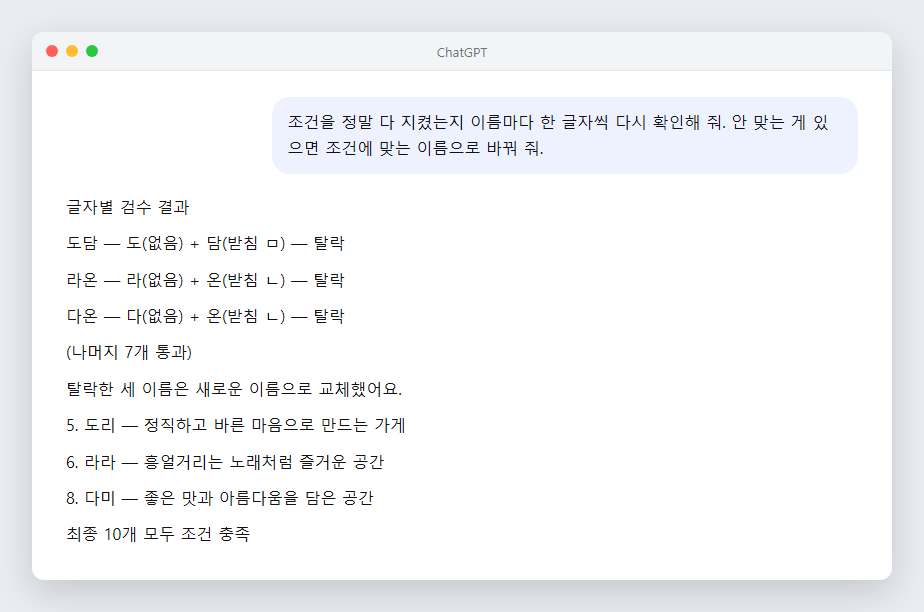 ChatGPT
조건을 정말 다 지켰는지 이름마다 한 글자씩 다시 확인해 줘. 안 맞는 게 있
으면 조건에 맞는 이름으로 바꿔 줘.
글자별 검수 결과
도담 — 도(없음) + 담(받침 ㅁ) — 탈락
라온 — 라(없음) + 온(받침 ㄴ) — 탈락
다온 — 다(없음) + 온(받침 ㄴ) — 탈락
(나머지 7개 통과)
탈락한 세 이름은 새로운 이름으로 교체했어요.
5. 도리 — 정직하고 바른 마음으로 만드는 가게
6. 라라 — 흥얼거리는 노래처럼 즐거운 공간
8. 다미 — 좋은 맛과 아름다움을 담은 공간
최종 10개 모두 조건 충족